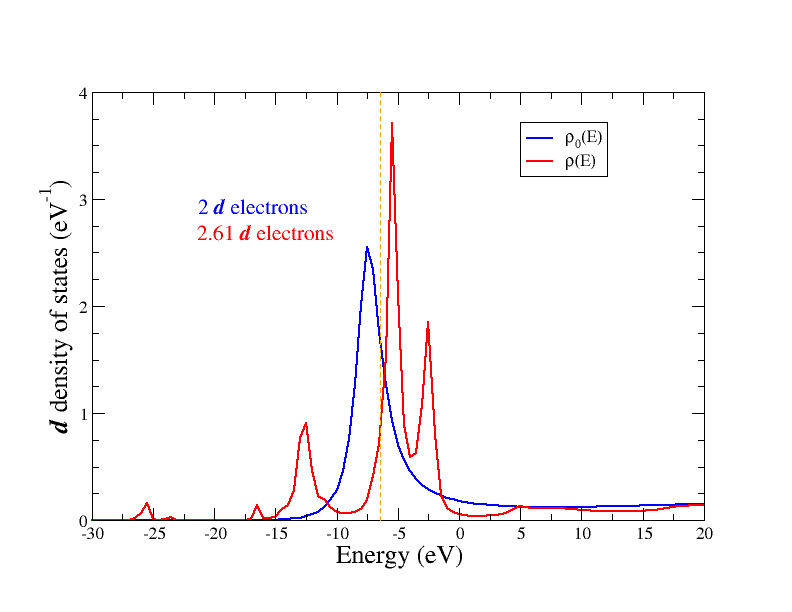 4
3
2
1
0
d density of states (eV-1)
2 d electrons
2.61 d electrons
ρ0(E)
ρ(E)
-30 -25 -20 -15 -10 -5 0 5 10 15 20
Energy (eV)